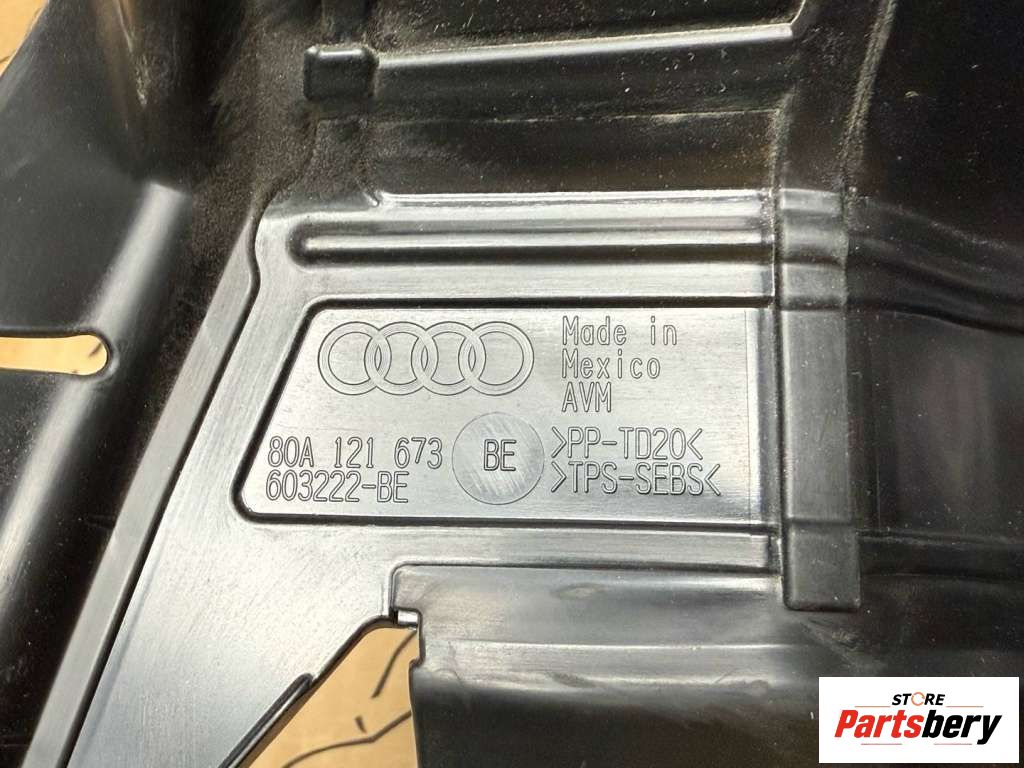 Made in
Mexico
AVM
80A 121 673 BE >PP-TD20<
603222-BE >TPS-SEBS<
STORE
Partsbery